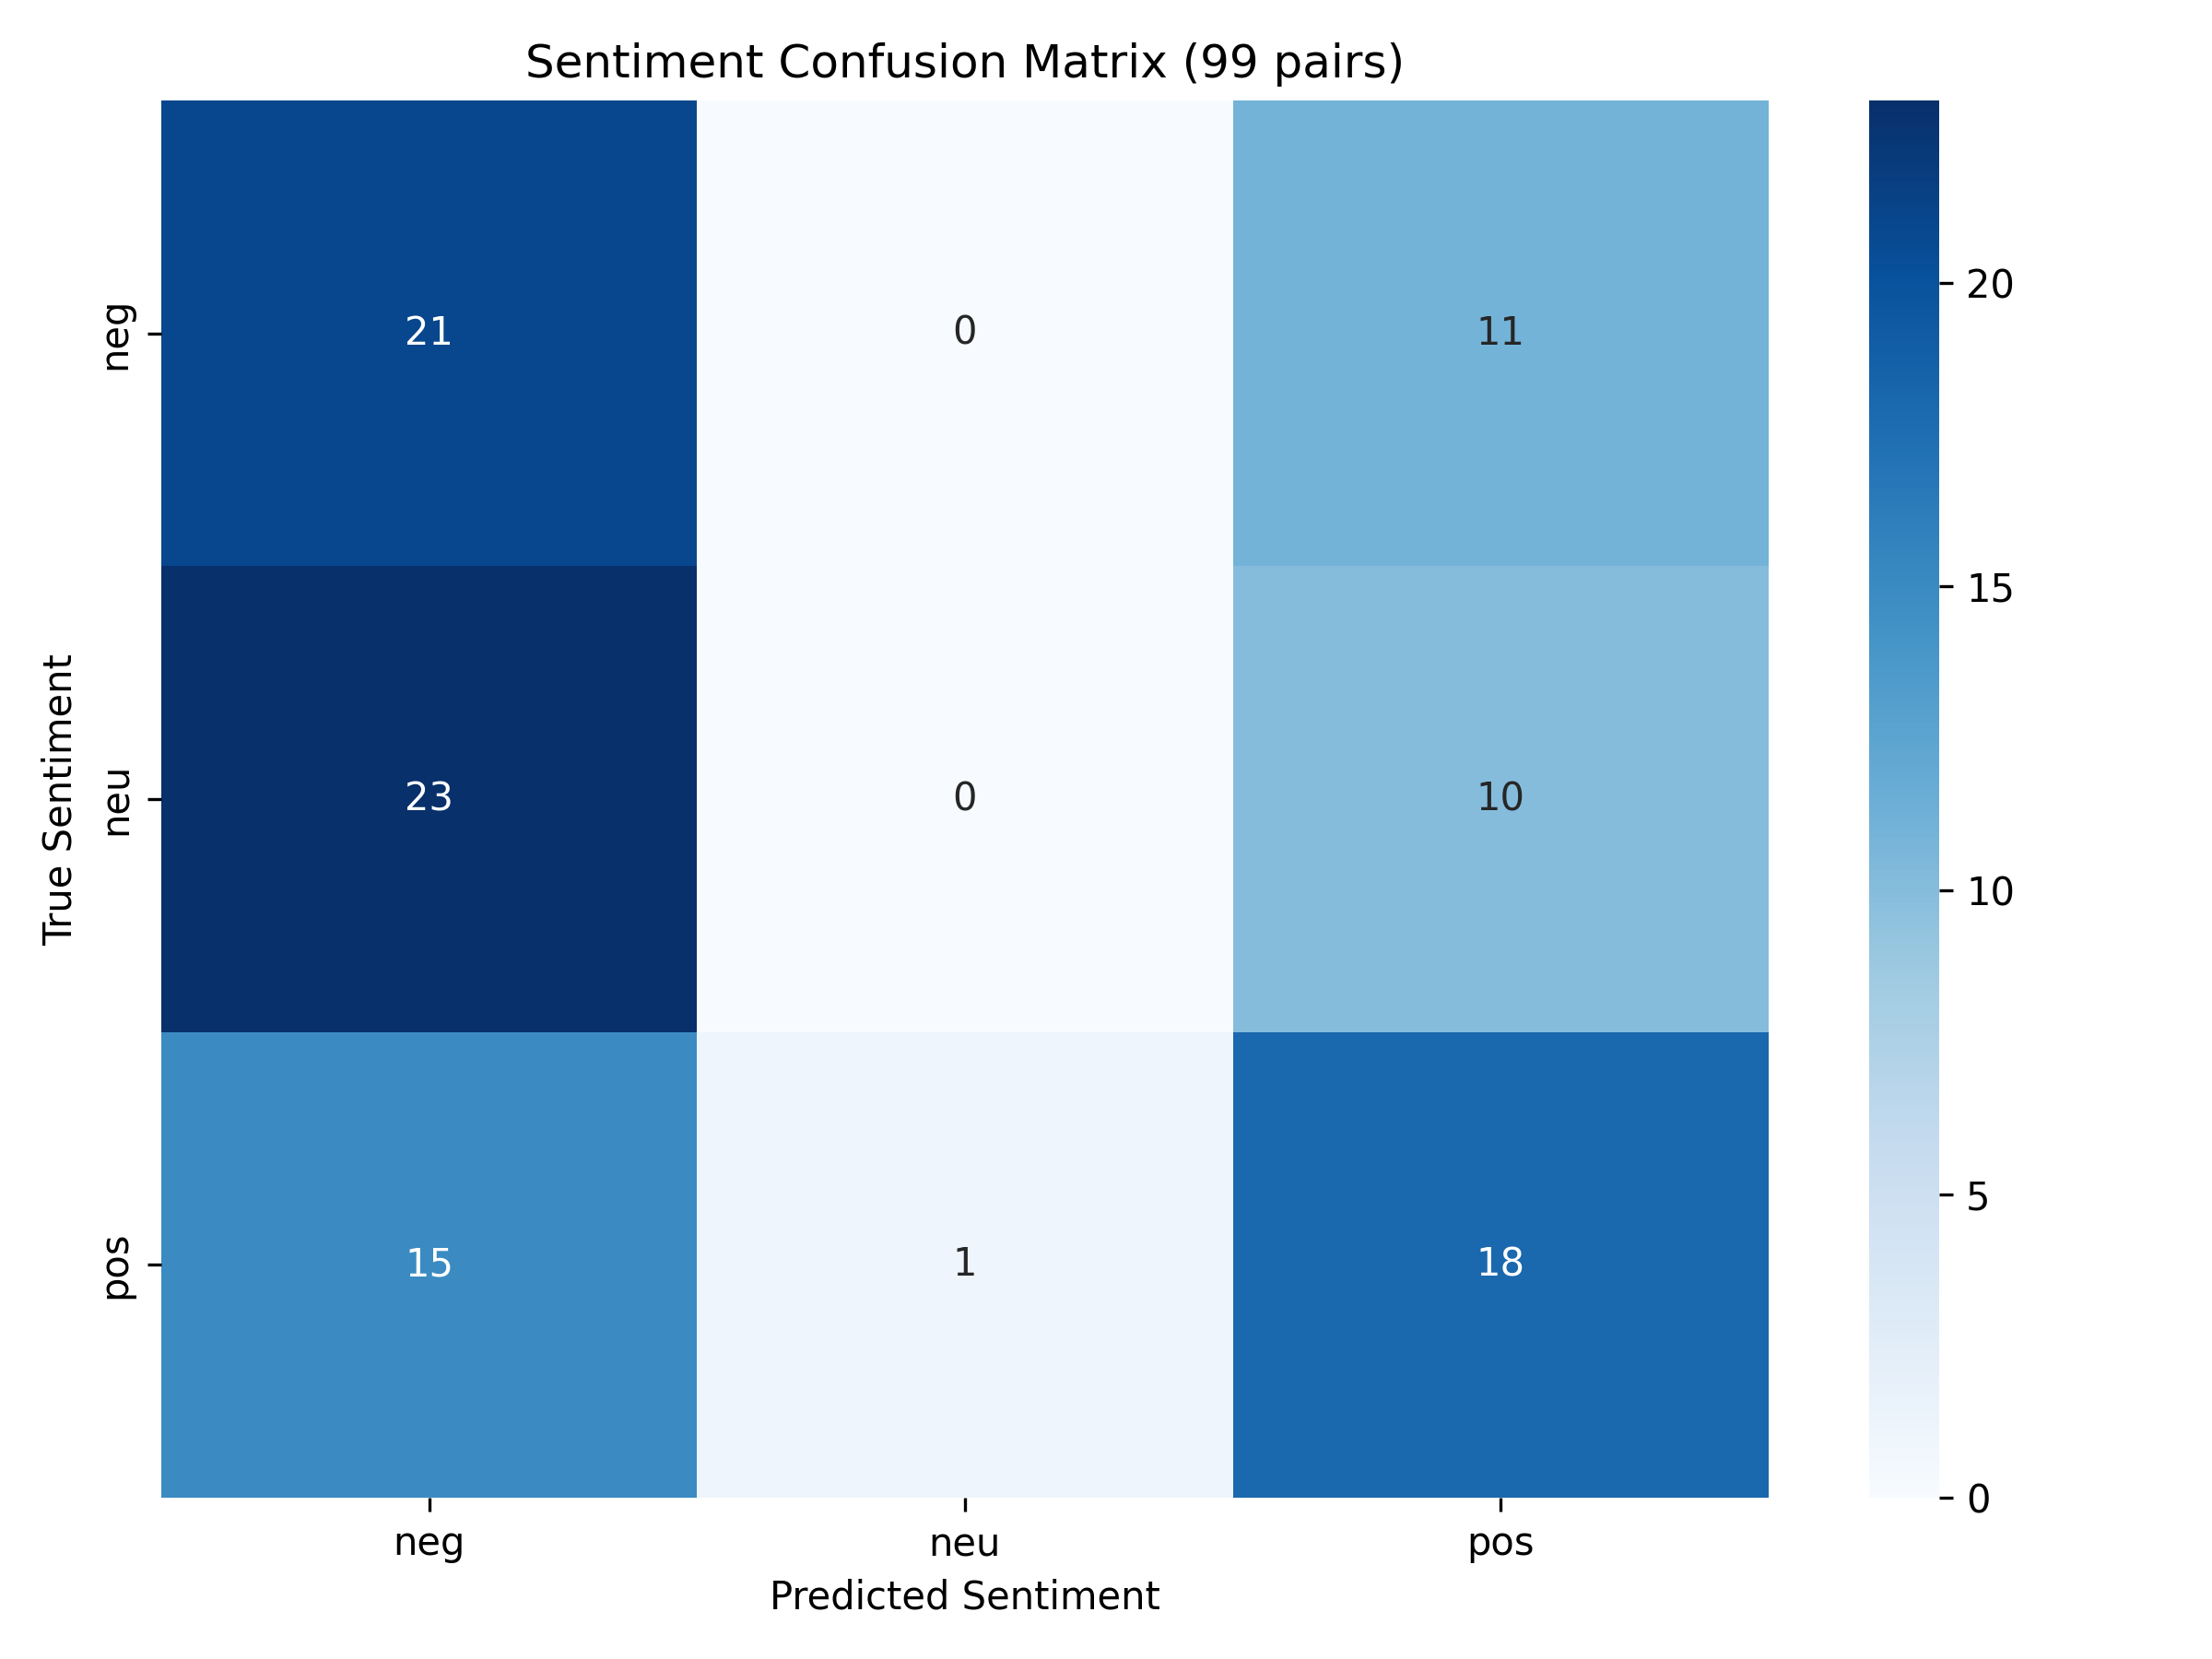 Sentiment Confusion Matrix (99 pairs)
True Sentiment
neg
21 0 11
neu
23 0 10
pos
15 1 18
neg neu pos
Predicted Sentiment
20
15
10
5
0